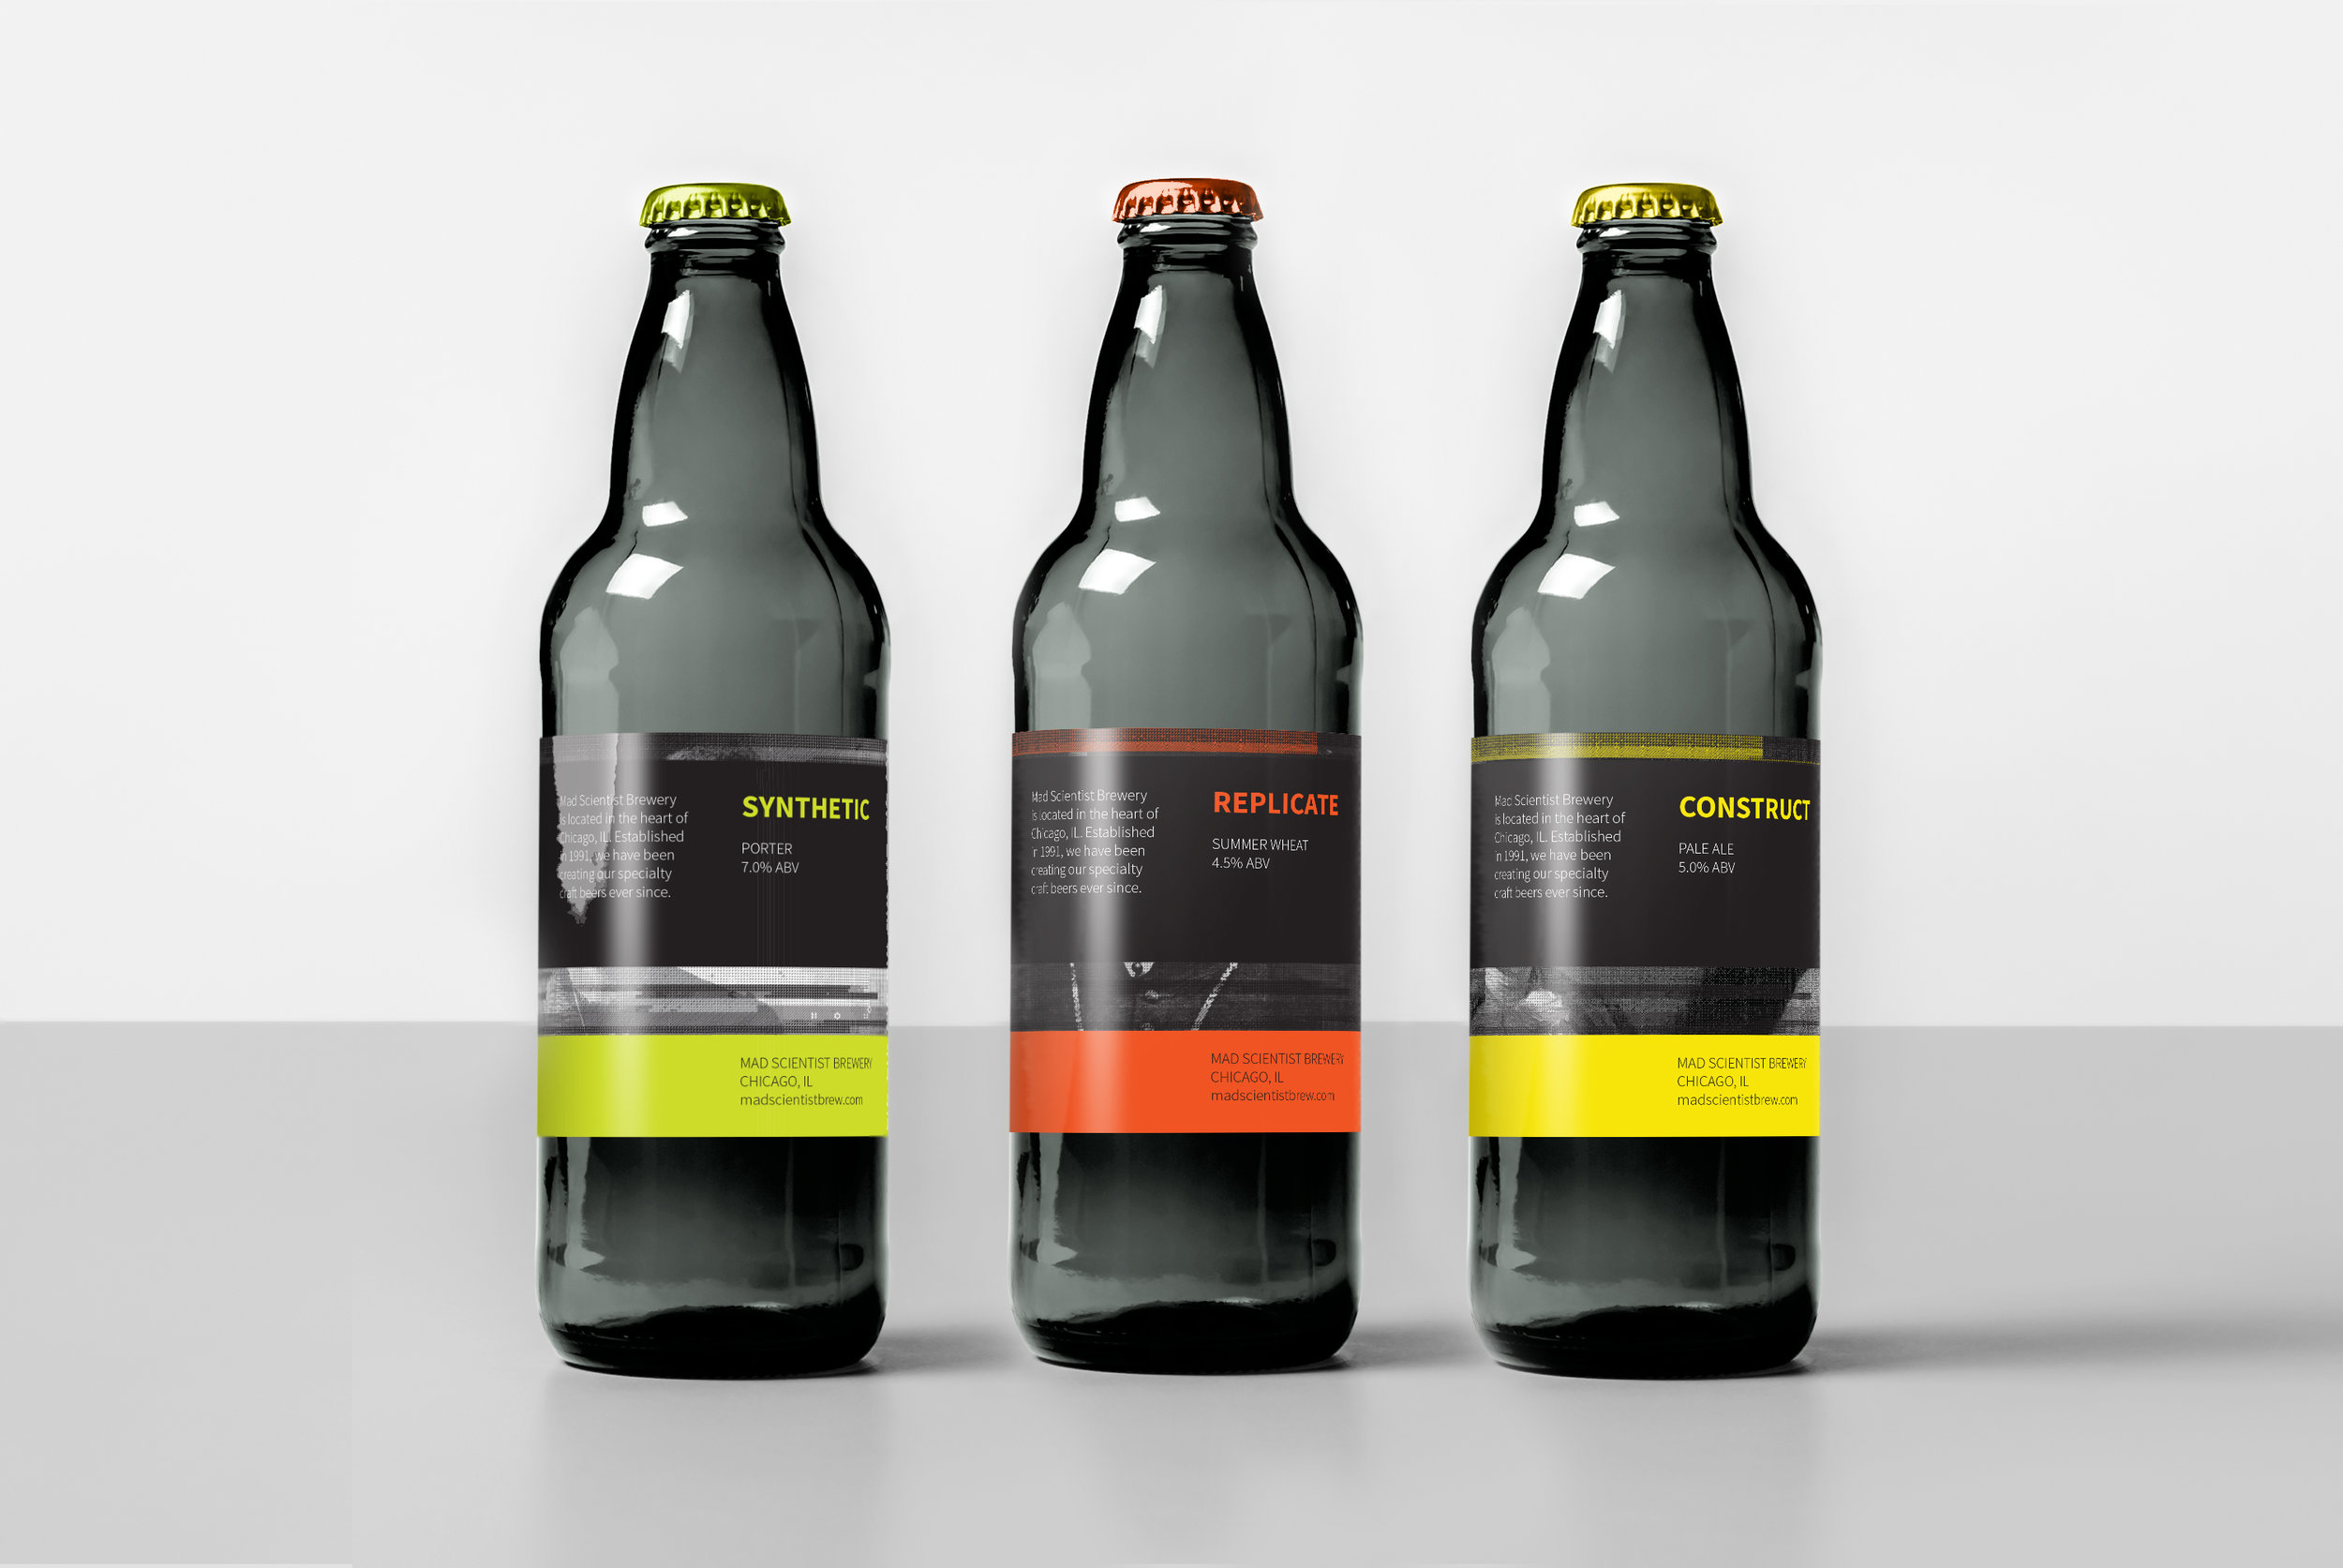 Mad Scientist Brewery
is located in the heart of
Chicago, IL. Established
in 1991, we have been
creating our specialty
craft beers ever since.
SYNTHETIC
PORTER
7.0% ABV
MAD SCIENTIST BREWERY
CHICAGO, IL
madscientistbrew.com
Mad Scientist Brewery
is located in the heart of
Chicago, IL. Established
in 1991, we have been
creating our specialty
craft beers ever since.
REPLICATE
SUMMER WHEAT
4.5% ABV
MAD SCIENTIST BREWERY
CHICAGO, IL
madscientistbrew.com
Mad Scientist Brewery
is located in the heart of
Chicago, IL. Established
in 1991, we have been
creating our specialty
craft beers ever since.
CONSTRUCT
PALE ALE
5.0% ABV
MAD SCIENTIST BREWERY
CHICAGO, IL
madscientistbrew.com